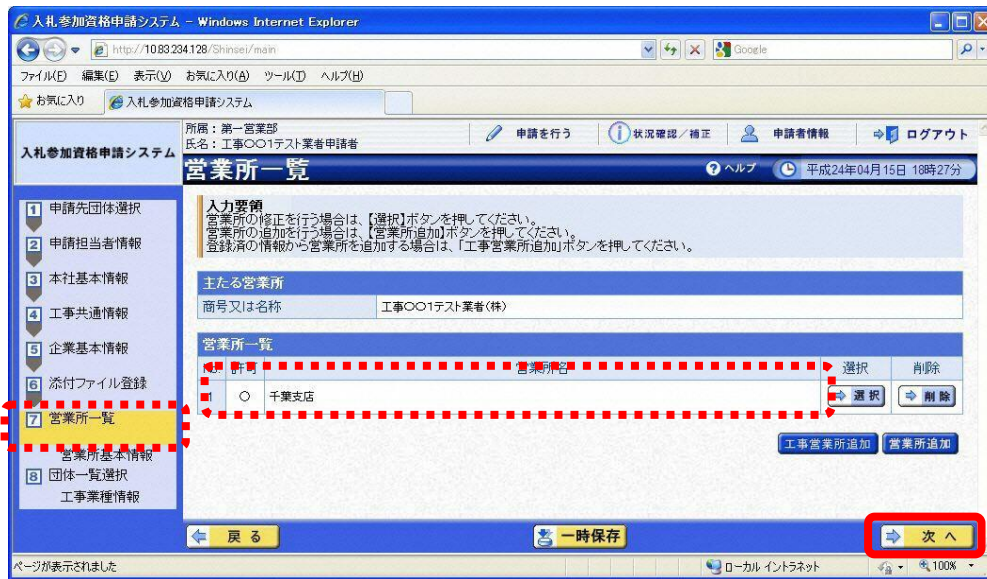 入札参加資格申請システム - Windows Internet Explorer
http://10.83.234.128/Shinsei/main
Google
ファイル(F) 編集(E) 表示(V) お気に入り(A) ツール(T) ヘルプ(H)
お気に入り 入札参加資格申請システム
入札参加資格申請システム
所属：第一営業部
氏名：工事〇〇1テスト業者申請者
申請を行う 状況確認／補正 申請者情報 ログアウト
営業所一覧
ヘルプ 平成24年04月15日 18時27分
1 申請先団体選択
2 申請担当者情報
3 本社基本情報
4 工事共通情報
5 企業基本情報
6 添付ファイル登録
7 営業所一覧
営業所基本情報
8 団体一覧選択
工事業種情報
入力要領
営業所の修正を行う場合は、【選択】ボタンを押してください。
営業所の追加を行う場合は、【営業所追加】ボタンを押してください。
登録済の情報から営業所を追加する場合は、「工事営業所追加」ボタンを押してください。
主たる営業所
商号又は名称 工事〇〇1テスト業者(株)
営業所一覧
No. 許可 営業所名 選択 削除
1 〇 千葉支店 選択 削除
工事営業所追加 営業所追加
戻る 一時保存 次へ
ページが表示されました ローカル イントラネット 100%